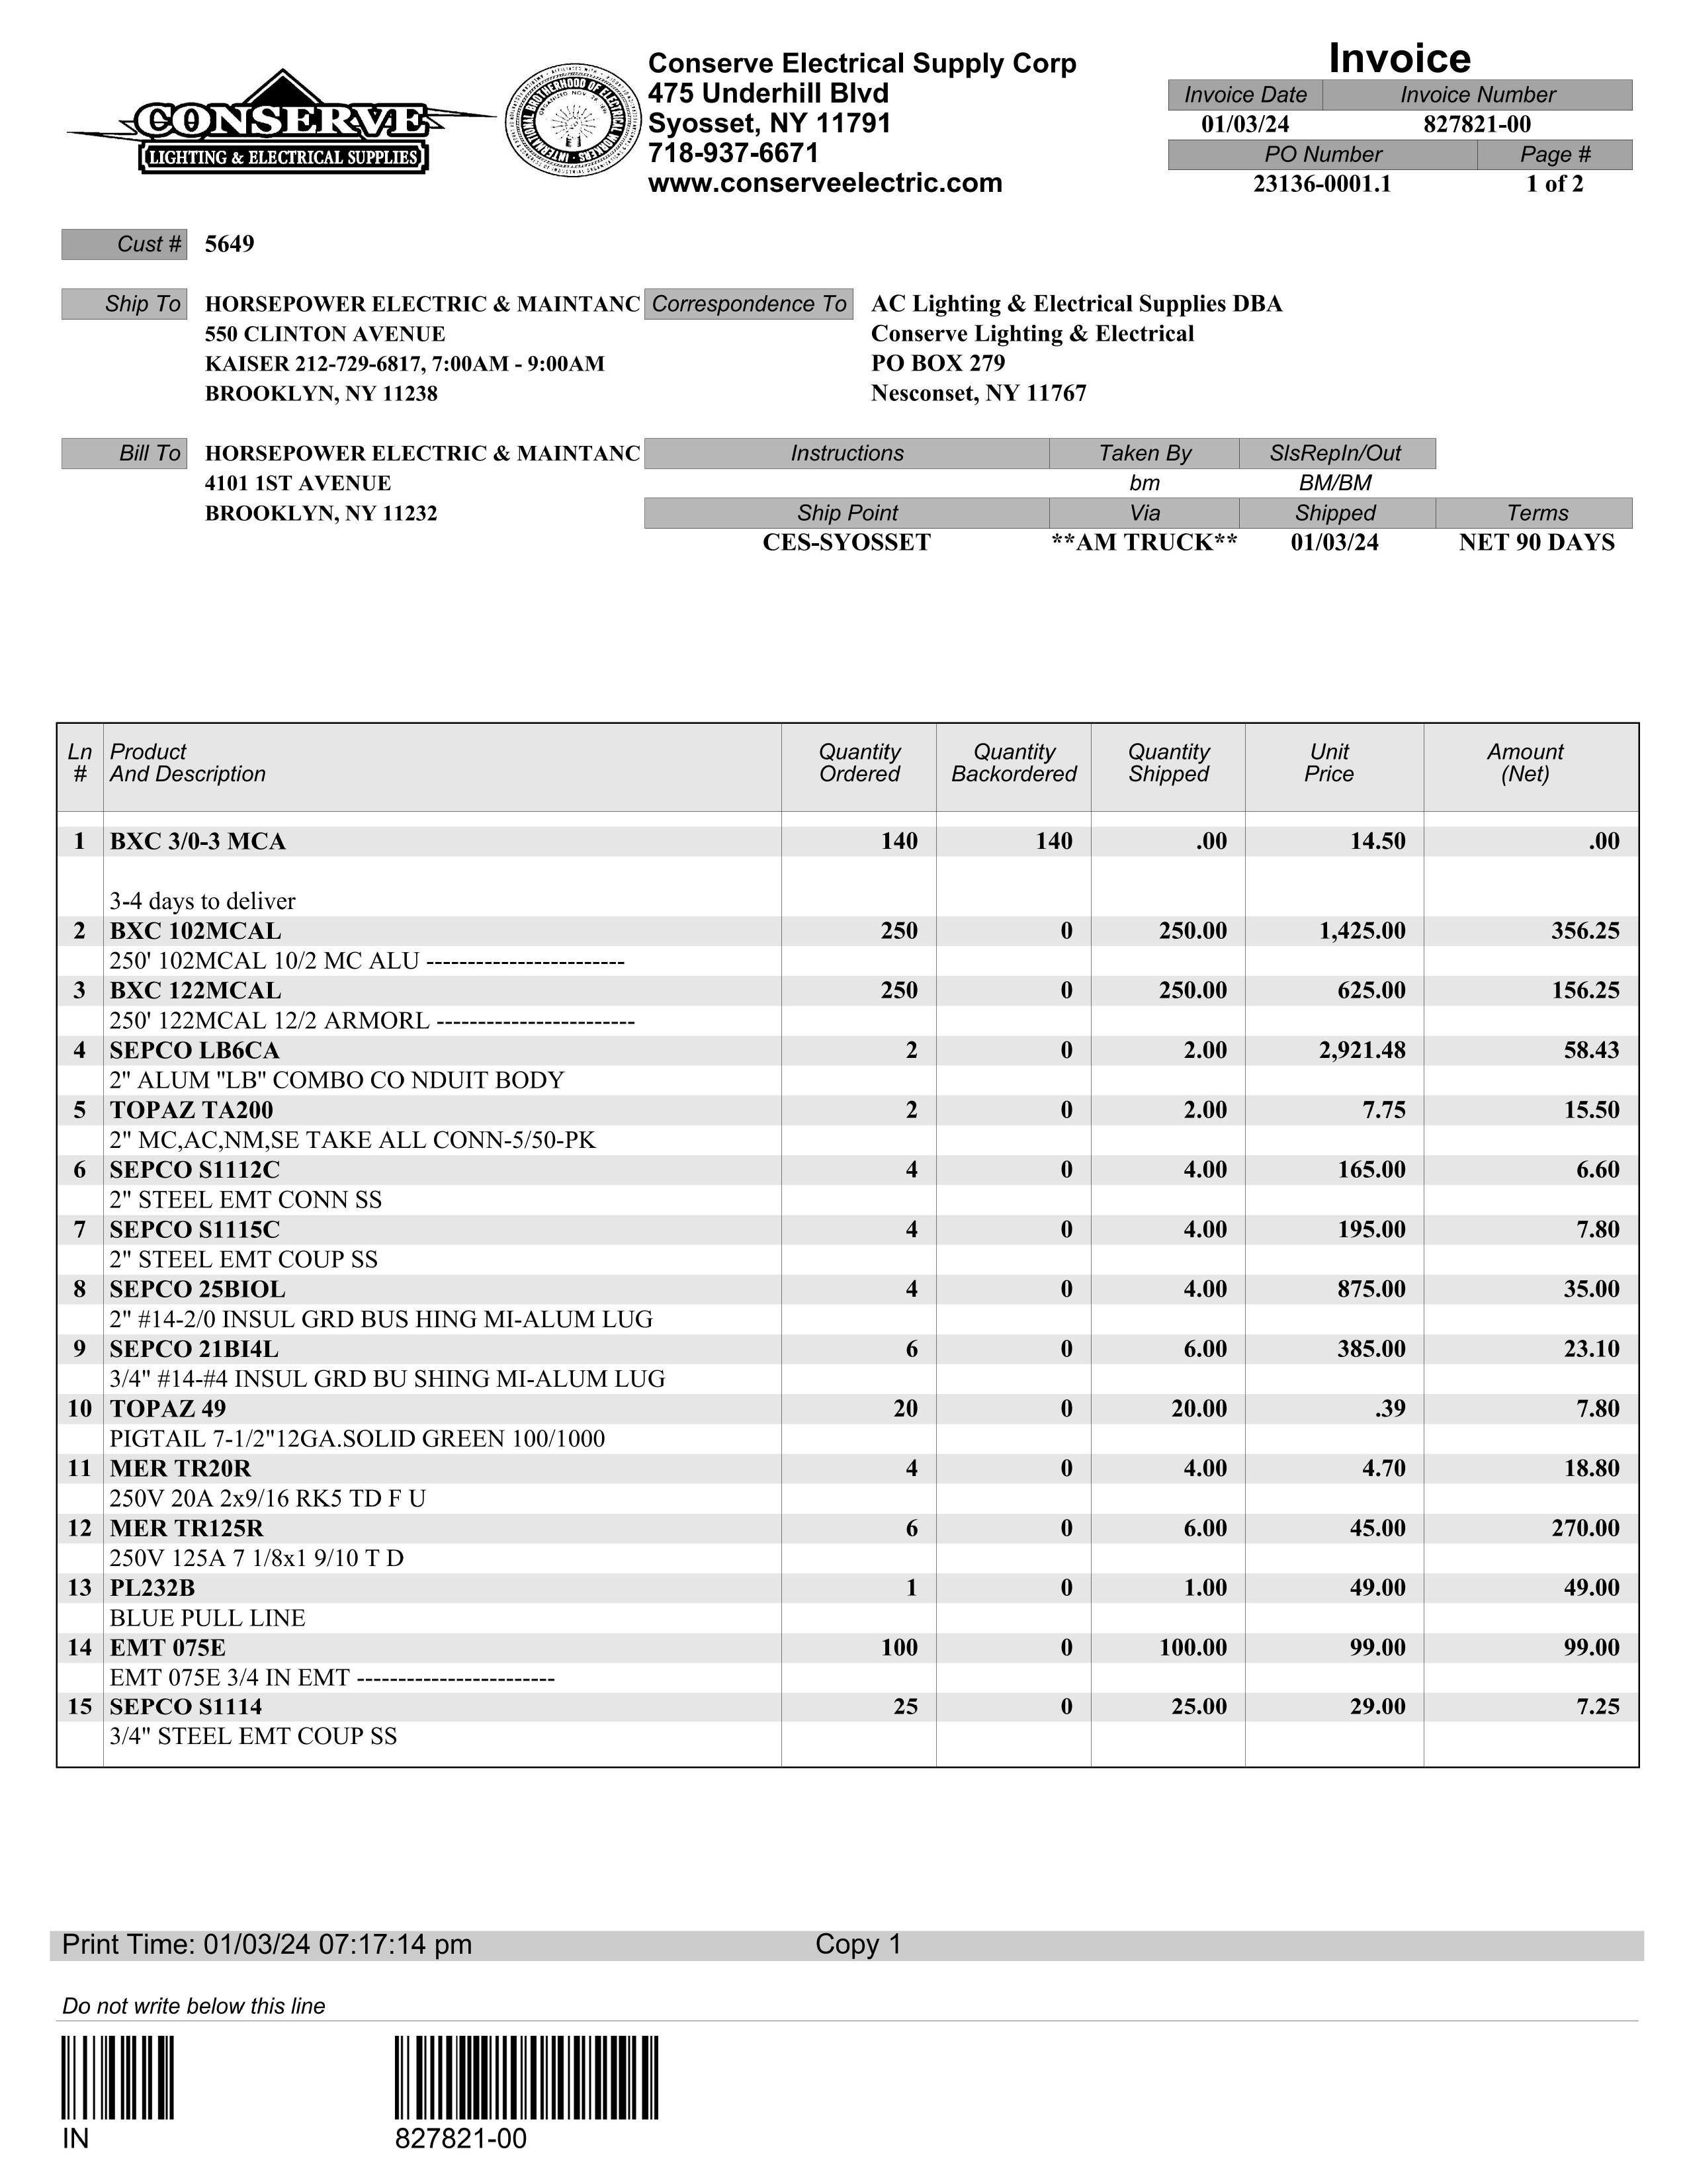 Invoice
CONSERVE
LIGHTING & ELECTRICAL SUPPLIES
Conserve Electrical Supply Corp
475 Underhill Blvd
Syosset, NY 11791
718-937-6671
www.conserveelectric.com
Invoice Date Invoice Number
01/03/24 827821-00
PO Number Page #
23136-0001.1 1 of 2
Cust # 5649
Ship To HORSEPOWER ELECTRIC & MAINTANC Correspondence To AC Lighting & Electrical Supplies DBA
550 CLINTON AVENUE Conserve Lighting & Electrical
KAISER 212-729-6817, 7:00AM - 9:00AM PO BOX 279
BROOKLYN, NY 11238 Nesconset, NY 11767
Bill To HORSEPOWER ELECTRIC & MAINTANC Instructions Taken By SlsRepIn/Out
4101 1ST AVENUE bm BM/BM
BROOKLYN, NY 11232 Ship Point Via Shipped Terms
CES-SYOSSET **AM TRUCK** 01/03/24 NET 90 DAYS
Ln Product Quantity Quantity Quantity Unit Amount
# And Description Ordered Backordered Shipped Price (Net)
1 BXC 3/0-3 MCA 140 140 .00 14.50 .00
3-4 days to deliver
2 BXC 102MCAL 250 0 250.00 1,425.00 356.25
250' 102MCAL 10/2 MC ALU ------------------------
3 BXC 122MCAL 250 0 250.00 625.00 156.25
250' 122MCAL 12/2 ARMORL ------------------------
4 SEPCO LB6CA 2 0 2.00 2,921.48 58.43
2" ALUM "LB" COMBO CO NDUIT BODY
5 TOPAZ TA200 2 0 2.00 7.75 15.50
2" MC,AC,NM,SE TAKE ALL CONN-5/50-PK
6 SEPCO S1112C 4 0 4.00 165.00 6.60
2" STEEL EMT CONN SS
7 SEPCO S1115C 4 0 4.00 195.00 7.80
2" STEEL EMT COUP SS
8 SEPCO 25BIOL 4 0 4.00 875.00 35.00
2" #14-2/0 INSUL GRD BUS HING MI-ALUM LUG
9 SEPCO 21BI4L 6 0 6.00 385.00 23.10
3/4" #14-#4 INSUL GRD BU SHING MI-ALUM LUG
10 TOPAZ 49 20 0 20.00 .39 7.80
PIGTAIL 7-1/2"12GA.SOLID GREEN 100/1000
11 MER TR20R 4 0 4.00 4.70 18.80
250V 20A 2x9/16 RK5 TD F U
12 MER TR125R 6 0 6.00 45.00 270.00
250V 125A 7 1/8x1 9/10 T D
13 PL232B 1 0 1.00 49.00 49.00
BLUE PULL LINE
14 EMT 075E 100 0 100.00 99.00 99.00
EMT 075E 3/4 IN EMT ------------------------
15 SEPCO S1114 25 0 25.00 29.00 7.25
3/4" STEEL EMT COUP SS
Print Time: 01/03/24 07:17:14 pm Copy 1
Do not write below this line
IN 827821-00